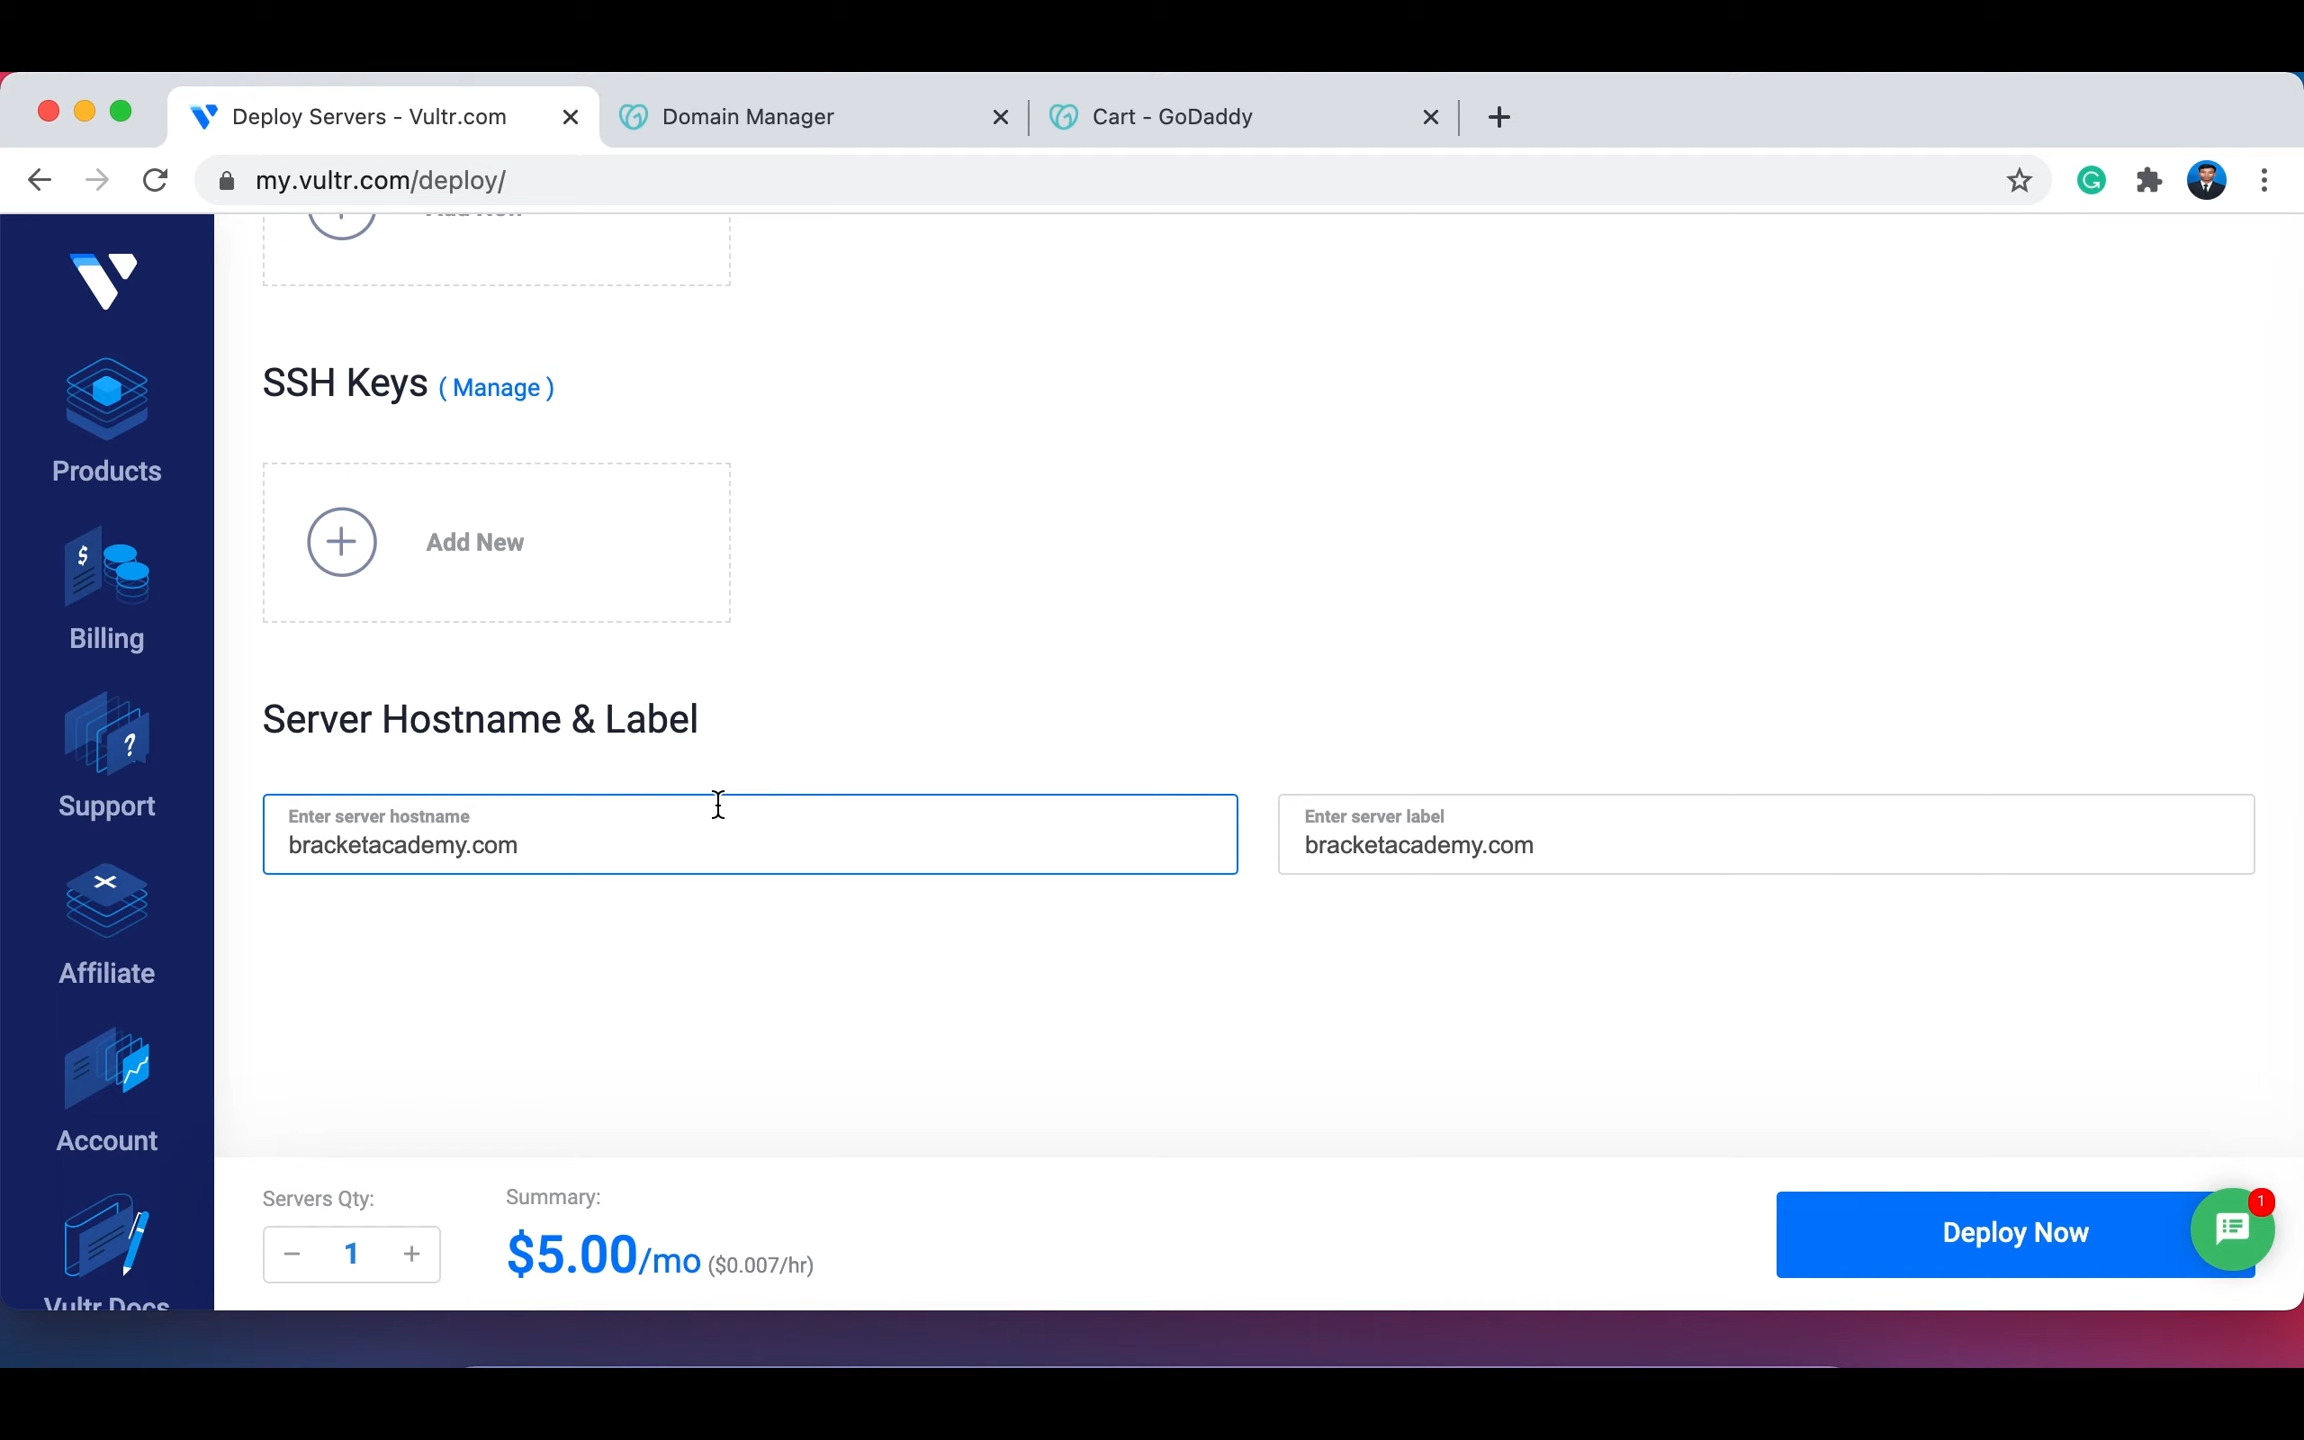 Deploy Servers - Vultr.com
Domain Manager
Cart - GoDaddy
my.vultr.com/deploy/
SSH Keys ( Manage )
Add New
Server Hostname & Label
Enter server hostname
bracketacademy.com
Enter server label
bracketacademy.com
Products
Billing
Support
Affiliate
Account
Vultr Docs
Servers Qty:
1
Summary:
$5.00/mo ($0.007/hr)
Deploy Now
1